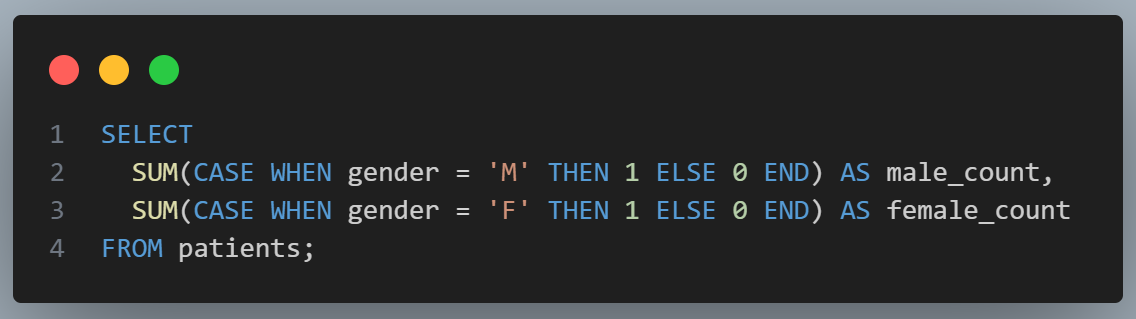 1 SELECT
2   SUM(CASE WHEN gender = 'M' THEN 1 ELSE 0 END) AS male_count,
3   SUM(CASE WHEN gender = 'F' THEN 1 ELSE 0 END) AS female_count
4 FROM patients;